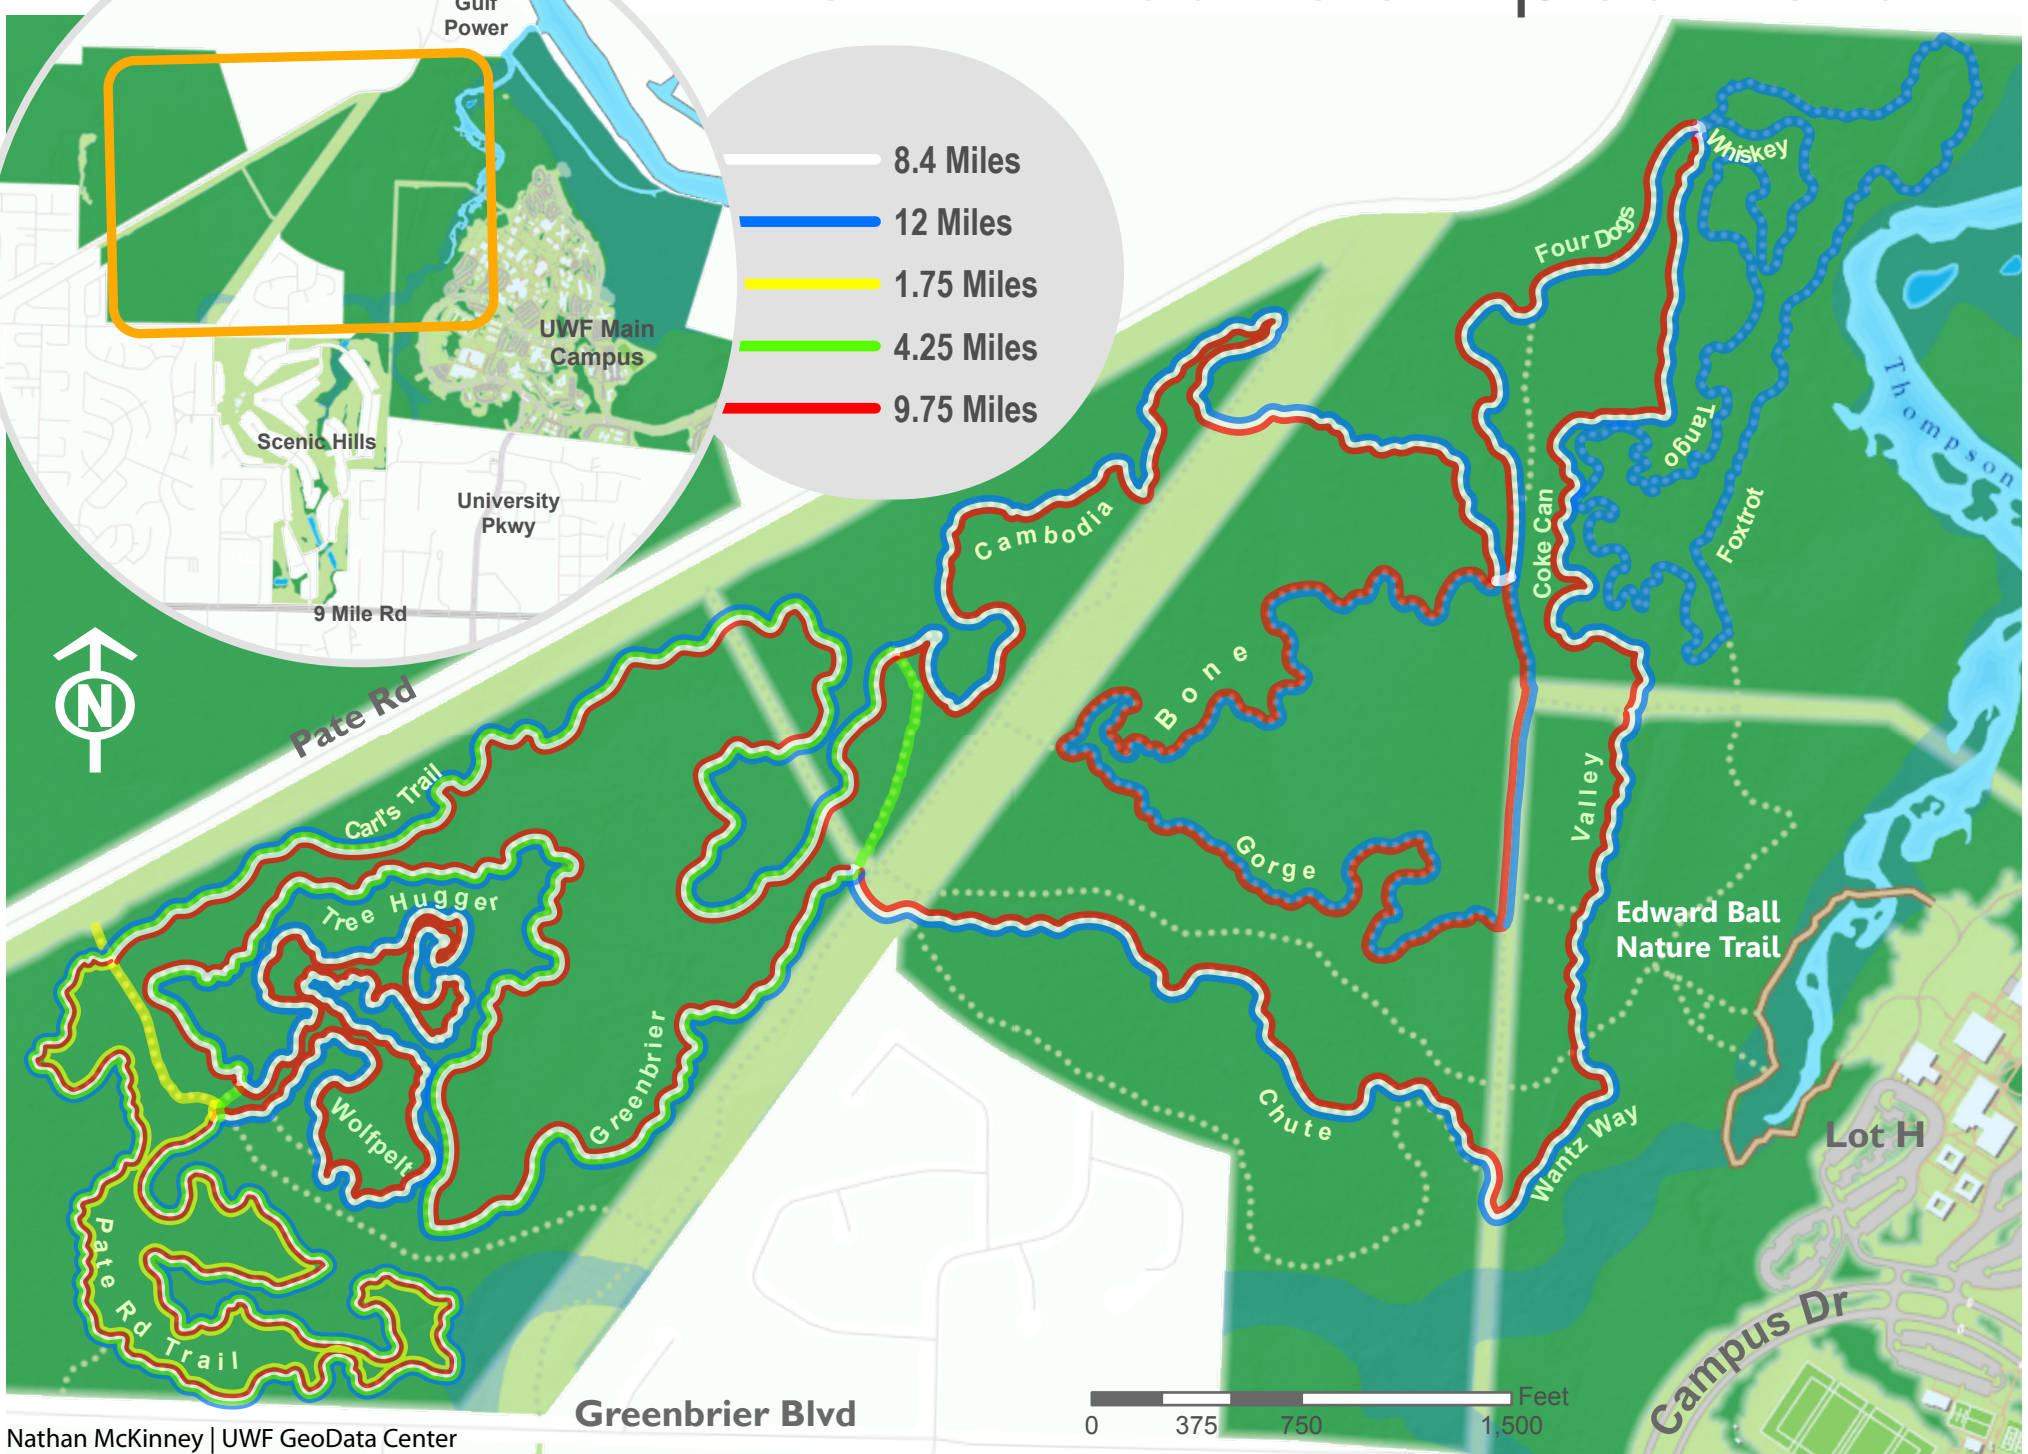 Gulf
Power
8.4 Miles
12 Miles
1.75 Miles
4.25 Miles
9.75 Miles
UWF Main
Campus
Scenic Hills
University
Pkwy
9 Mile Rd
N
Pate Rd
Whiskey
Four Dogs
Thompson
Tango
Coke Can
Foxtrot
Cambodia
Bone
Gorge
Valley
Carl's Trail
Tree Hugger
Edward Ball
Nature Trail
Greenbrier
Wolfpelt
Chute
Wantz Way
Lot H
Pate Rd Trail
Campus Dr
Greenbrier Blvd
Feet
0 375 750 1,500
Nathan McKinney | UWF GeoData Center